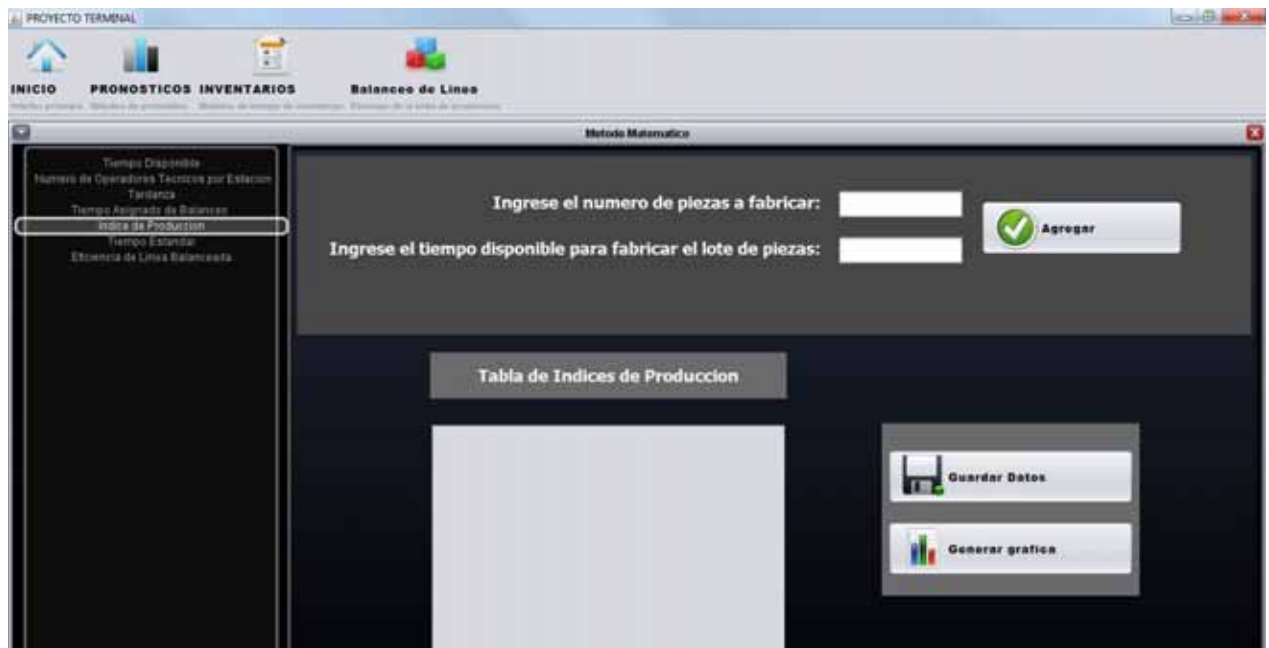 PROYECTO TERMINAL
INICIO PRONOSTICOS INVENTARIOS Balanceo de Linea
Metodo Matematico
Tiempo Disponible
Numero de Operadores Tecnicos por Estacion
Tardanza
Tiempo Asignado de Balanceo
Indice de Produccion
Tiempo Estandar
Eficiencia de Linea Balanceada
Ingrese el numero de piezas a fabricar:
Agregar
Ingrese el tiempo disponible para fabricar el lote de piezas:
Tabla de Indices de Produccion
Guardar Datos
Generar grafica